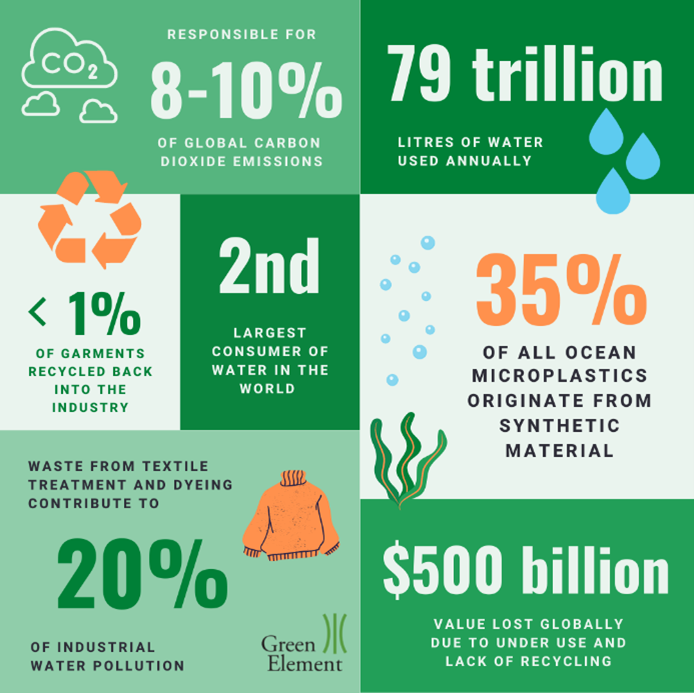 CO2
RESPONSIBLE FOR
8-10%
OF GLOBAL CARBON
DIOXIDE EMISSIONS
79 trillion
LITRES OF WATER
USED ANNUALLY
< 1%
OF GARMENTS
RECYCLED BACK
INTO THE
INDUSTRY
2nd
LARGEST
CONSUMER OF
WATER IN THE
WORLD
35%
OF ALL OCEAN
MICROPLASTICS
ORIGINATE FROM
SYNTHETIC
MATERIAL
WASTE FROM TEXTILE
TREATMENT AND DYEING
CONTRIBUTE TO
20%
OF INDUSTRIAL
WATER POLLUTION
Green
Element
$500 billion
VALUE LOST GLOBALLY
DUE TO UNDER USE AND
LACK OF RECYCLING